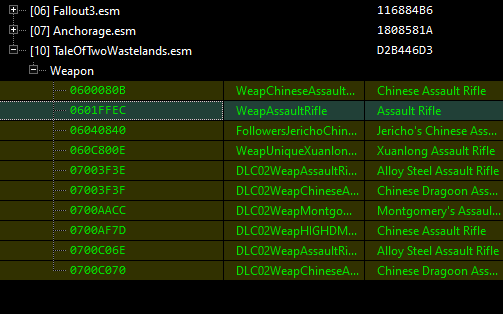 [06] Fallout3.esm 116884B6
[07] Anchorage.esm 1808581A
[10] TaleOfTwoWastelands.esm D2B446D3
Weapon
0600080B WeapChineseAssault... Chinese Assault Rifle
0601FFEC WeapAssaultRifle Assault Rifle
06040840 FollowersJerichoChin... Jericho's Chinese Ass...
060C800E WeapUniqueXuanlon... Xuanlong Assault Rifle
07003F3E DLC02WeapAssaultRi... Alloy Steel Assault Rifle
07003F3F DLC02WeapChineseA... Chinese Dragoon Ass...
0700AACC DLC02WeapMontgo... Montgomery's Assaul...
0700AF7D DLC02WeapHIGHDM... Chinese Assault Rifle
0700C06E DLC02WeapAssaultRi... Alloy Steel Assault Rifle
0700C070 DLC02WeapChineseA... Chinese Dragoon Ass...